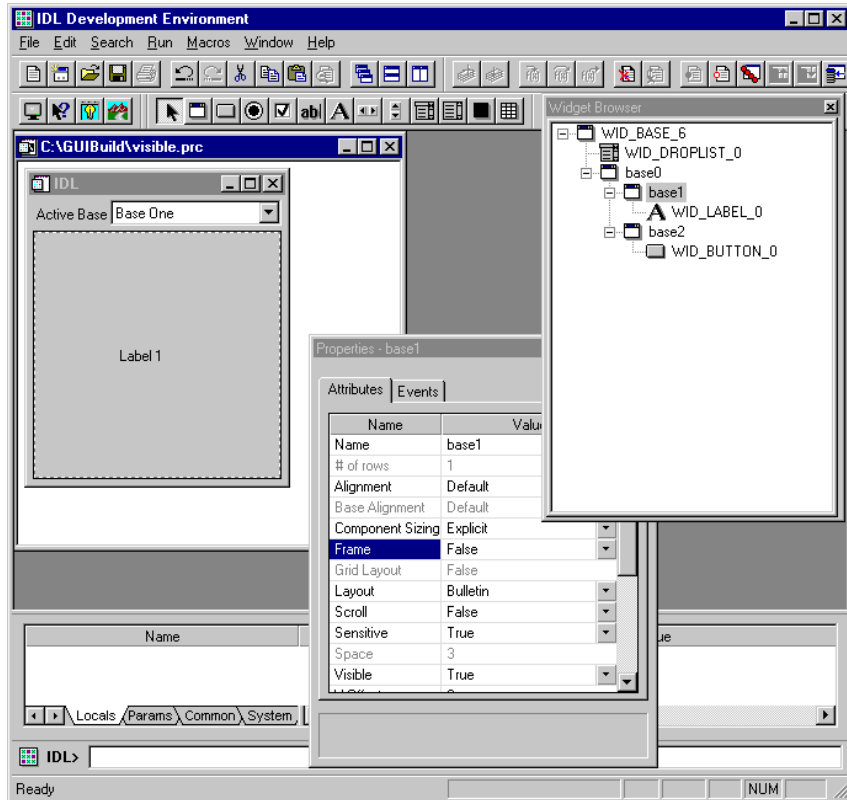 IDL Development Environment
File Edit Search Run Macros Window Help
Widget Browser
WID_BASE_6
WID_DROPLIST_0
base0
base1
WID_LABEL_0
base2
WID_BUTTON_0
C:\GUIBuild\visible.prc
IDL
Active Base Base One
Label 1
Properties - base1
Attributes Events
Name Value
Name base1
# of rows 1
Alignment Default
Base Alignment Default
Component Sizing Explicit
Frame False
Grid Layout False
Layout Bulletin
Scroll False
Sensitive True
Space 3
Visible True
Name
Locals Params Common System
IDL>
Ready NUM